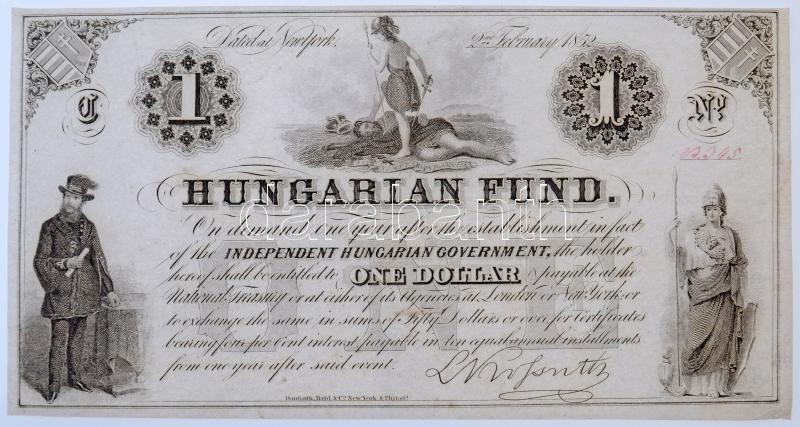 Dated at New York, 2nd February 1852
1 1
No
HUNGARIAN FUND.
On demand, one year after the establishment in fact
of the INDEPENDENT HUNGARIAN GOVERNMENT, the holder
hereof shall be entitled to ONE DOLLAR payable at the
National Treasury or at either of its Agencies at London or New York, or
to exchange the same in sums of Fifty Dollars or over for Certificates
bearing four per Cent interest payable in ten equal annual installments
from one year after said event.
L Kossuth
Danforth, Bald & Co. New York & Philada.
darabanth